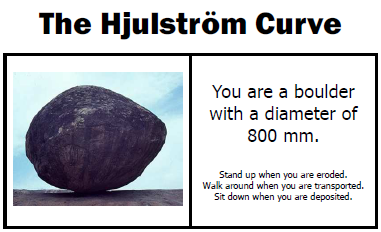 The Hjulström Curve
You are a boulder
with a diameter of
800 mm.
Stand up when you are eroded.
Walk around when you are transported.
Sit down when you are deposited.